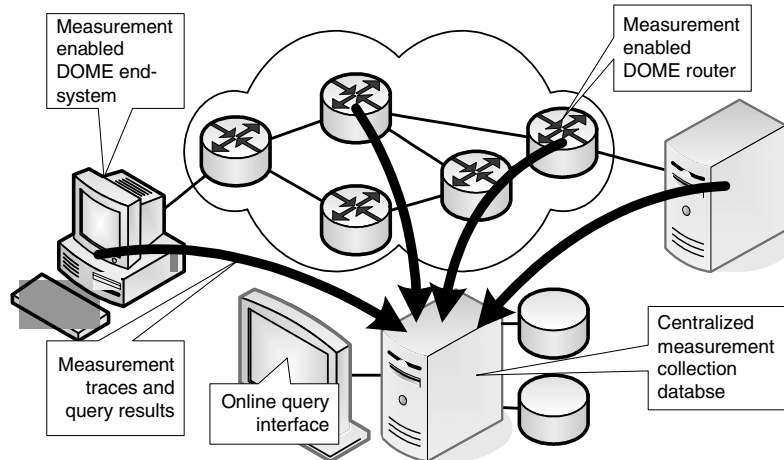 Measurement
enabled
DOME end-
system
Measurement
enabled
DOME router
Measurement
traces and
query results
Online query
interface
Centralized
measurement
collection
databse